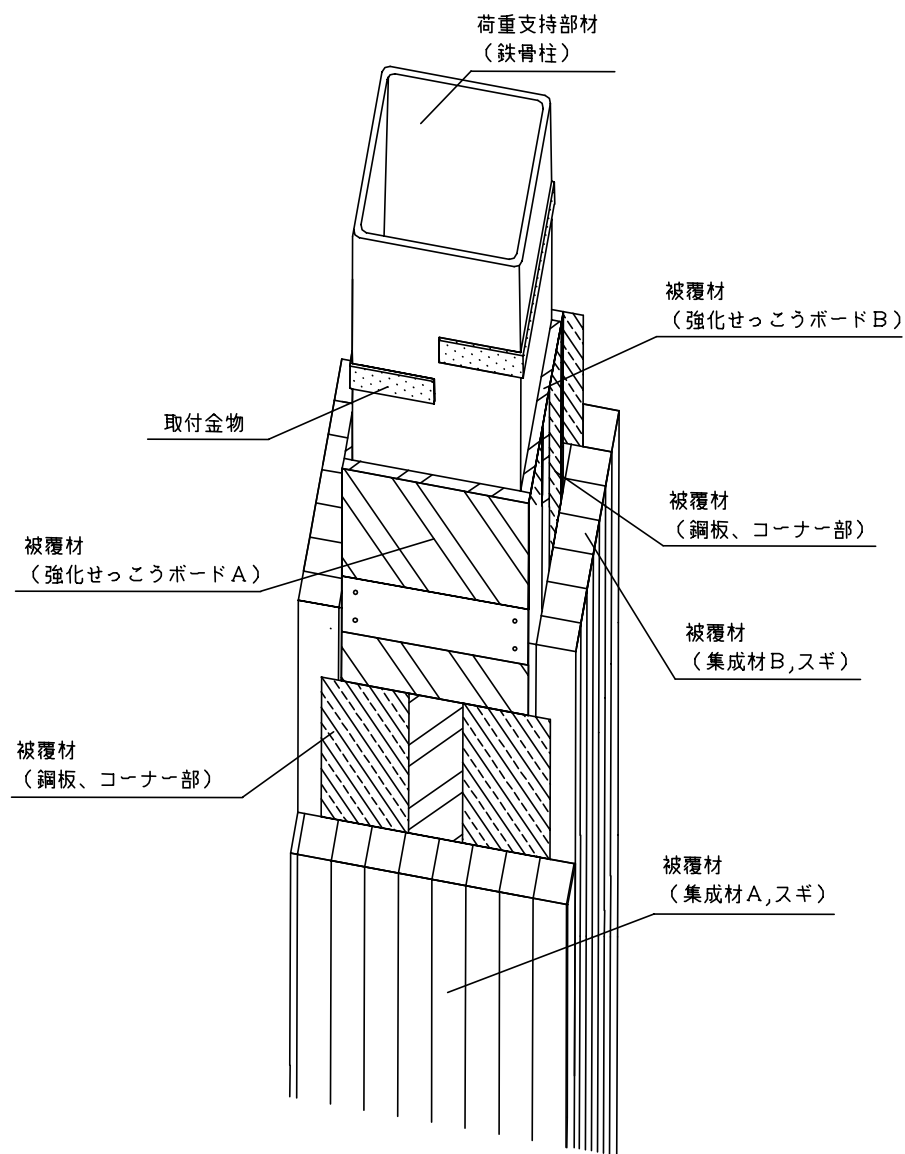 荷重支持部材
(鉄骨柱)
被覆材
(強化せっこうボードB)
取付金物
被覆材
(鋼板、コーナー部)
被覆材
(強化せっこうボードA)
被覆材
(集成材B,スギ)
被覆材
(鋼板、コーナー部)
被覆材
(集成材A,スギ)